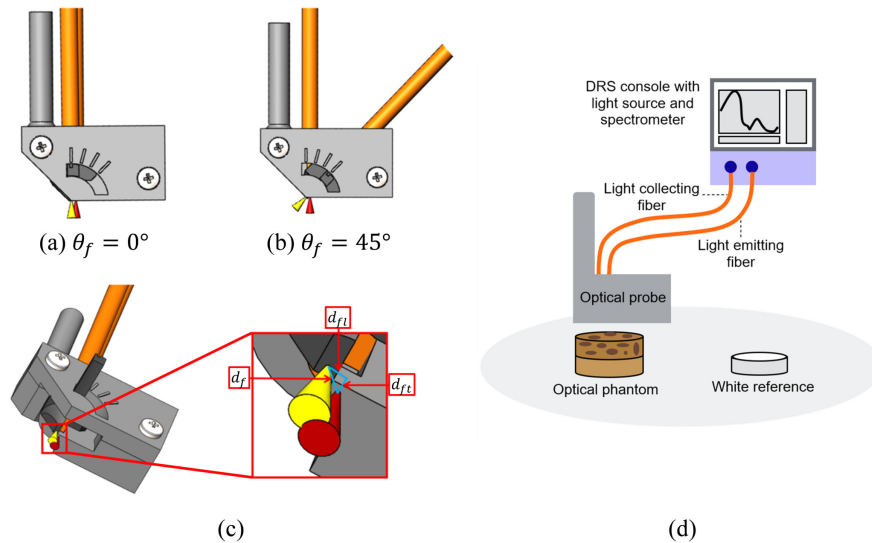 (a) θ_f = 0°
(b) θ_f = 45°
DRS console with
light source and
spectrometer
Light collecting
fiber
Light emitting
fiber
Optical probe
Optical phantom
White reference
d_fl
d_f
d_ft
(c)
(d)